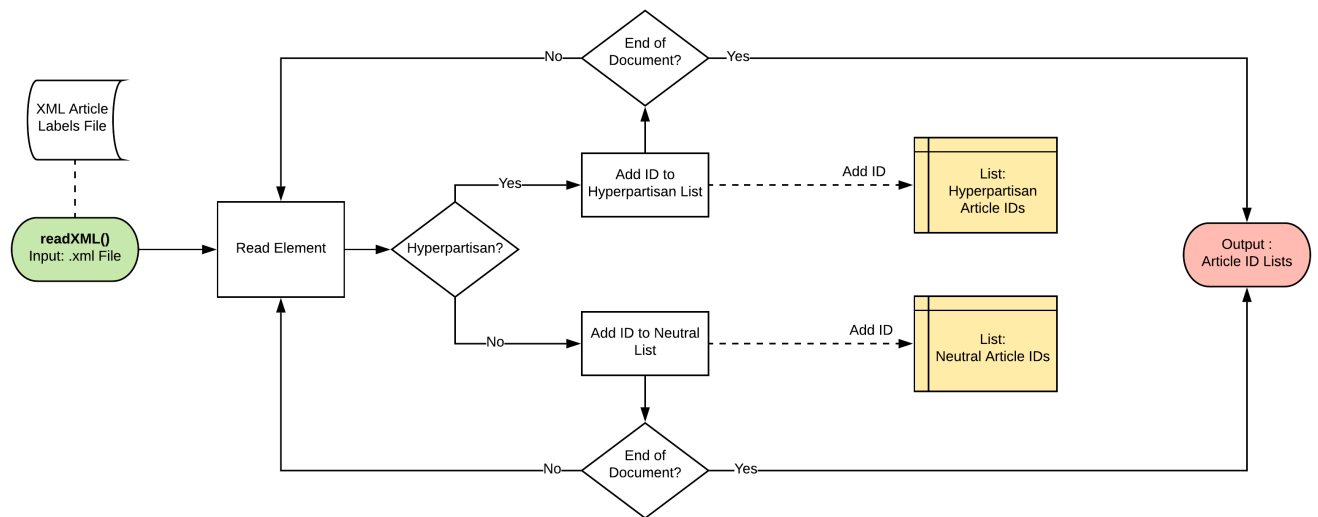 End of
Document?
No
Yes
XML Article
Labels File
Add ID to
Hyperpartisan List
Add ID
List:
Hyperpartisan
Article IDs
Yes
readXML()
Input: .xml File
Read Element
Hyperpartisan?
Output :
Article ID Lists
No
Add ID to Neutral
List
Add ID
List:
Neutral Article IDs
End of
Document?
No
Yes